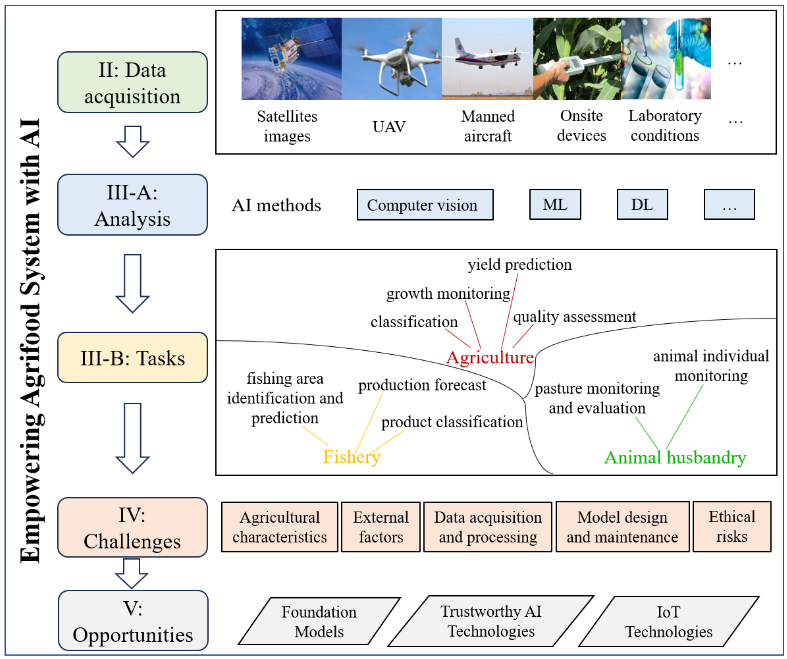 Empowering Agrifood System with AI
II: Data
acquisition
Satellites
images
UAV
Manned
aircraft
Onsite
devices
Laboratory
conditions
...
...
III-A:
Analysis
AI methods
Computer vision
ML
DL
...
III-B: Tasks
yield prediction
growth monitoring
classification
quality assessment
Agriculture
fishing area
identification and
prediction
production forecast
product classification
Fishery
animal individual
monitoring
pasture monitoring
and evaluation
Animal husbandry
IV:
Challenges
Agricultural
characteristics
External
factors
Data acquisition
and processing
Model design
and maintenance
Ethical
risks
V:
Opportunities
Foundation
Models
Trustworthy AI
Technologies
IoT
Technologies